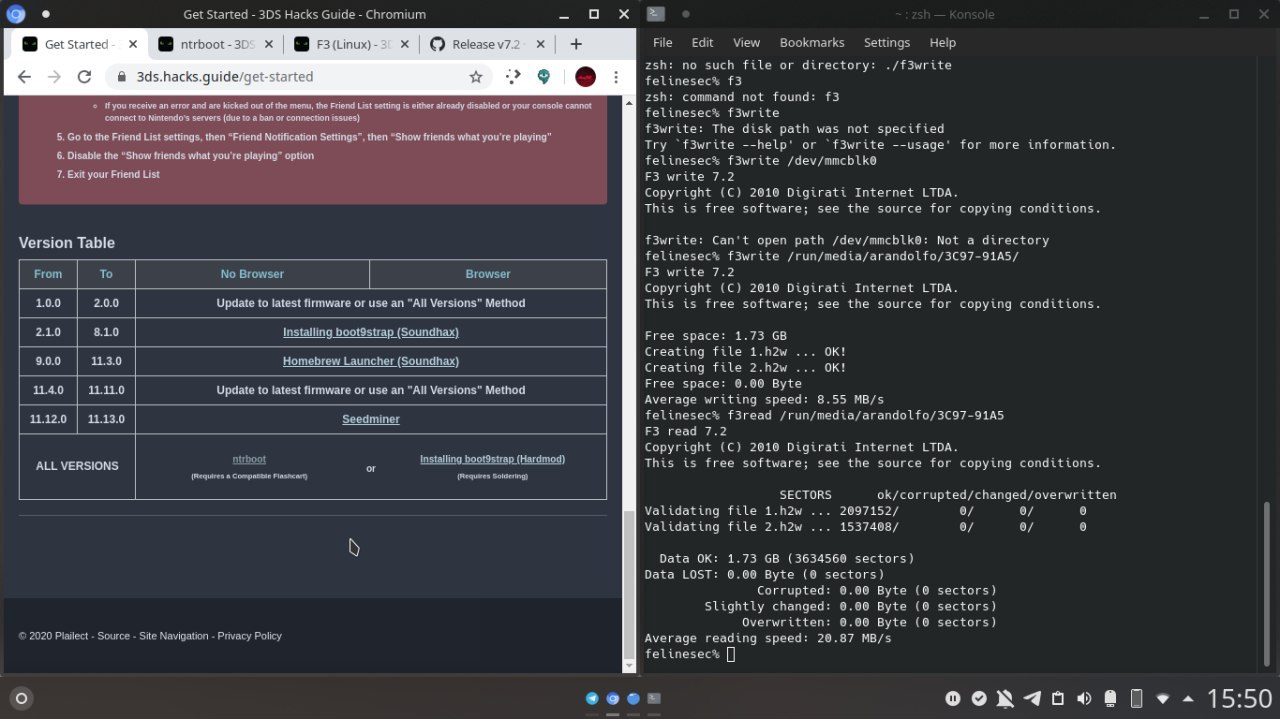 Get Started - 3DS Hacks Guide - Chromium
Get Started -
ntrboot - 3DS
F3 (Linux) - 3D
Release v7.2
3ds.hacks.guide/get-started
If you receive an error and are kicked out of the menu, the Friend List setting is either already disabled or your console cannot
connect to Nintendo's servers (due to a ban or connection issues)
5. Go to the Friend List settings, then “Friend Notification Settings”, then “Show friends what you’re playing”
6. Disable the “Show friends what you’re playing” option
7. Exit your Friend List
Version Table
From To No Browser Browser
1.0.0 2.0.0 Update to latest firmware or use an "All Versions" Method
2.1.0 8.1.0 Installing boot9strap (Soundhax)
9.0.0 11.3.0 Homebrew Launcher (Soundhax)
11.4.0 11.11.0 Update to latest firmware or use an "All Versions" Method
11.12.0 11.13.0 Seedminer
ALL VERSIONS
ntrboot
(Requires a Compatible Flashcart)
or
Installing boot9strap (Hardmod)
(Requires Soldering)
© 2020 Plailect - Source - Site Navigation - Privacy Policy
~ : zsh — Konsole
File Edit View Bookmarks Settings Help
zsh: no such file or directory: ./f3write
felinesec% f3
zsh: command not found: f3
felinesec% f3write
f3write: The disk path was not specified
Try `f3write --help' or `f3write --usage' for more information.
felinesec% f3write /dev/mmcblk0
F3 write 7.2
Copyright (C) 2010 Digirati Internet LTDA.
This is free software; see the source for copying conditions.
f3write: Can't open path /dev/mmcblk0: Not a directory
felinesec% f3write /run/media/arandolfo/3C97-91A5/
F3 write 7.2
Copyright (C) 2010 Digirati Internet LTDA.
This is free software; see the source for copying conditions.
Free space: 1.73 GB
Creating file 1.h2w ... OK!
Creating file 2.h2w ... OK!
Free space: 0.00 Byte
Average writing speed: 8.55 MB/s
felinesec% f3read /run/media/arandolfo/3C97-91A5
F3 read 7.2
Copyright (C) 2010 Digirati Internet LTDA.
This is free software; see the source for copying conditions.
SECTORS ok/corrupted/changed/overwritten
Validating file 1.h2w ... 2097152/ 0/ 0/ 0
Validating file 2.h2w ... 1537408/ 0/ 0/ 0
Data OK: 1.73 GB (3634560 sectors)
Data LOST: 0.00 Byte (0 sectors)
Corrupted: 0.00 Byte (0 sectors)
Slightly changed: 0.00 Byte (0 sectors)
Overwritten: 0.00 Byte (0 sectors)
Average reading speed: 20.87 MB/s
felinesec%
15:50